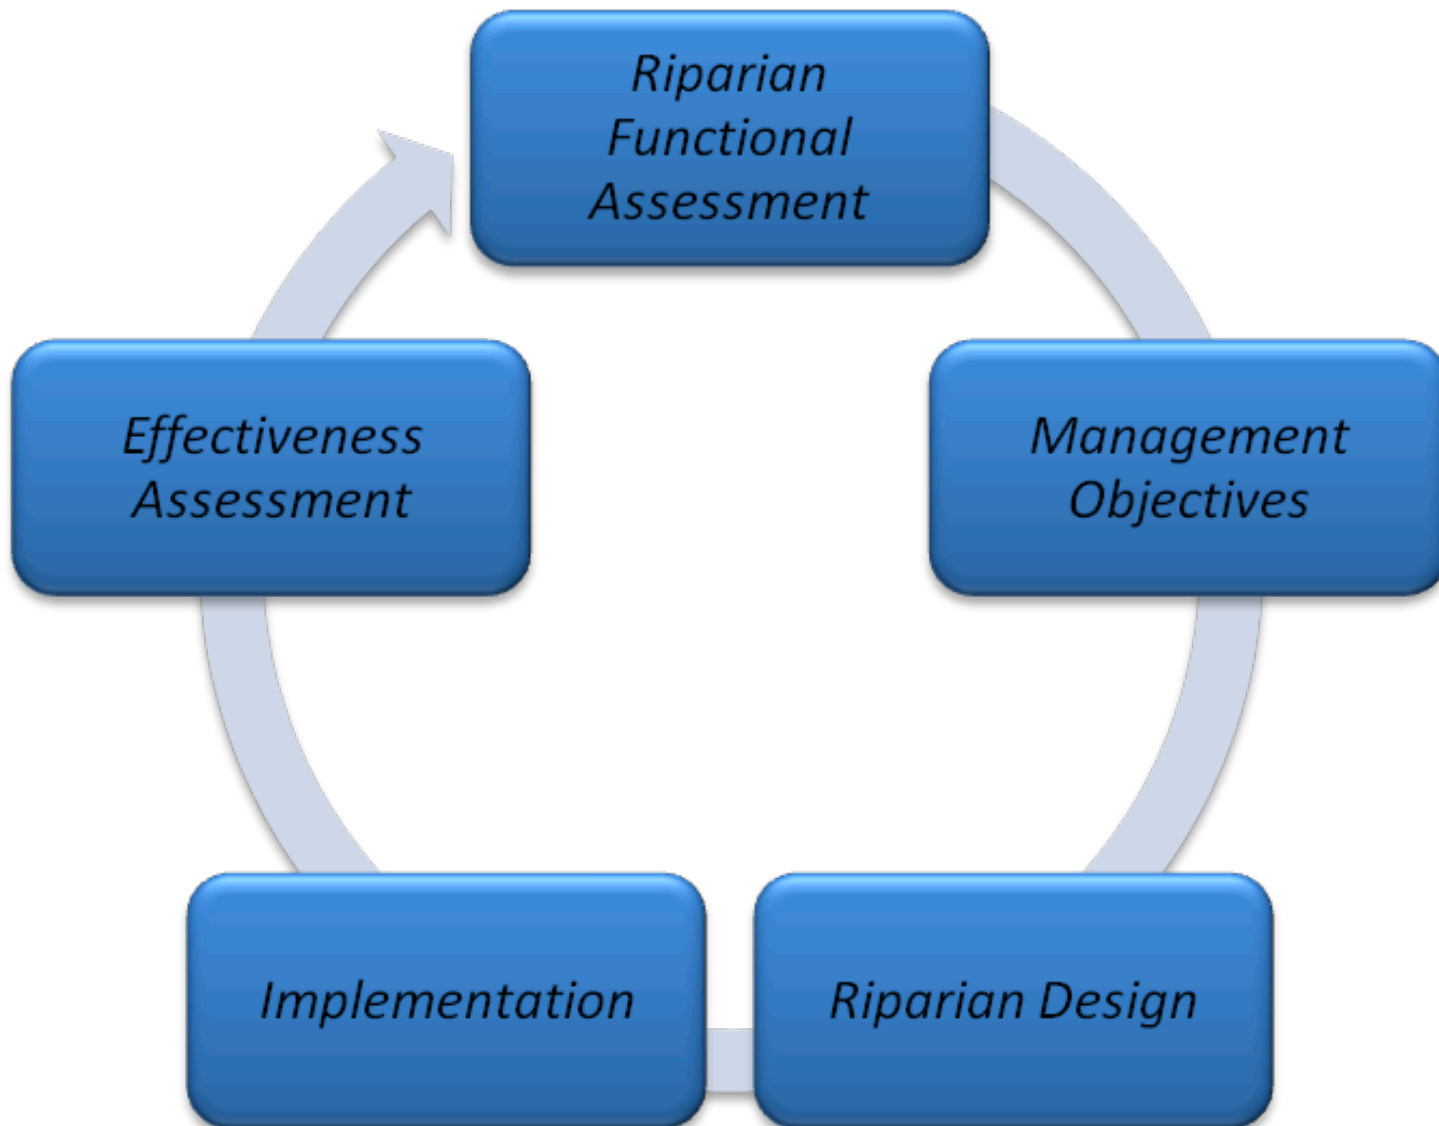 Riparian
Functional
Assessment
Effectiveness
Assessment
Management
Objectives
Implementation
Riparian Design